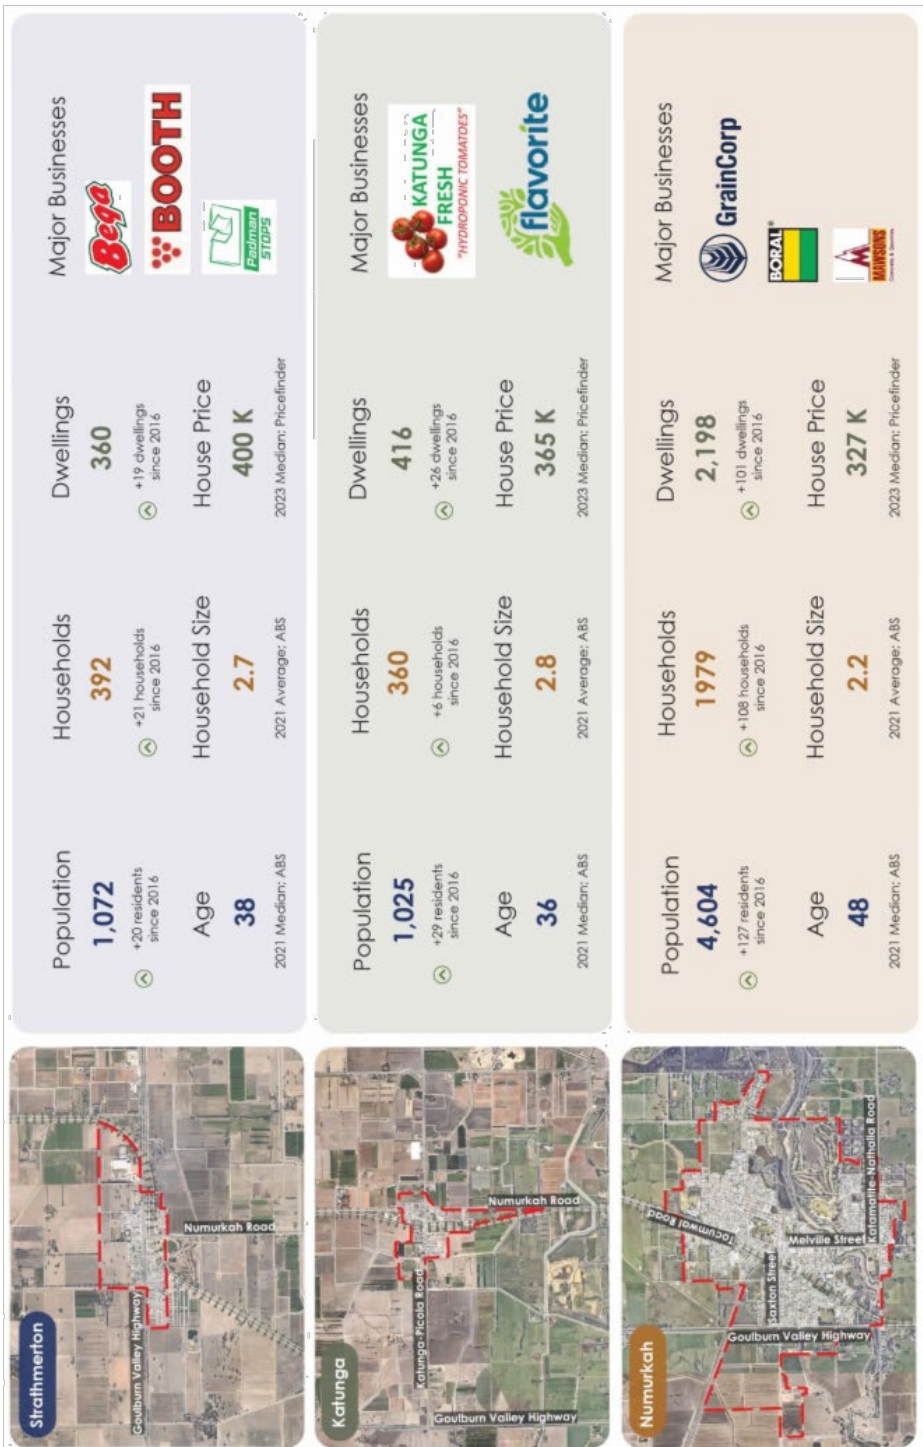 Strathmerton
Goulburn Valley Highway
Numurkah Road
Population
1,072
+20 residents
since 2016
Age
38
2021 Median: ABS
Households
392
+21 households
since 2016
Household Size
2.7
2021 Average: ABS
Dwellings
360
+19 dwellings
since 2016
House Price
400 K
2023 Median: Pricefinder
Major Businesses
Bega
BOOTH
Padman
STOPS
Katunga
Katunga-Picola Road
Numurkah Road
Goulburn Valley Highway
Population
1,025
+29 residents
since 2016
Age
36
2021 Median: ABS
Households
360
+6 households
since 2016
Household Size
2.8
2021 Average: ABS
Dwellings
416
+26 dwellings
since 2016
House Price
365 K
2023 Median: Pricefinder
Major Businesses
KATUNGA
FRESH
"HYDROPONIC TOMATOES"
flavorite
Numurkah
Tocumwal Road
Saxton Street
Melville Street
Goulburn Valley Highway
Katamatite-Nathalia Road
Population
4,604
+127 residents
since 2016
Age
48
2021 Median: ABS
Households
1979
+108 households
since 2016
Household Size
2.2
2021 Average: ABS
Dwellings
2,198
+101 dwellings
since 2016
House Price
327 K
2023 Median: Pricefinder
Major Businesses
GrainCorp
BORAL®
MAWSONS
Concrete & Quarries